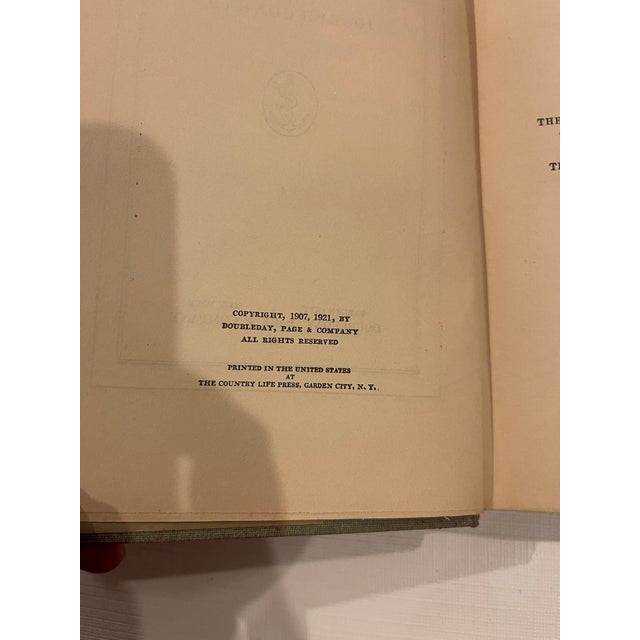 COPYRIGHT, 1907, 1921, BY
DOUBLEDAY, PAGE & COMPANY
ALL RIGHTS RESERVED
PRINTED IN THE UNITED STATES
AT
THE COUNTRY LIFE PRESS, GARDEN CITY, N. Y.
THE